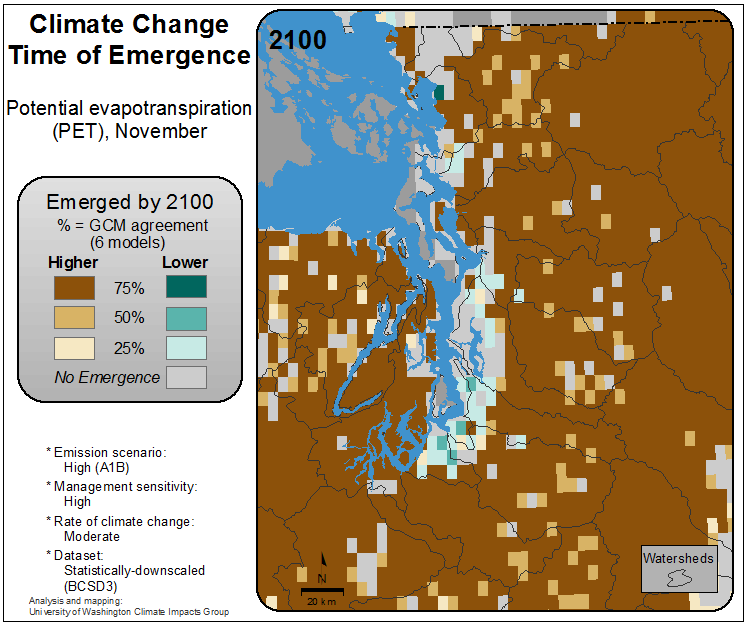 Climate Change
Time of Emergence
Potential evapotranspiration
(PET), November
Emerged by 2100
% = GCM agreement
(6 models)
Higher Lower
75%
50%
25%
No Emergence
* Emission scenario:
High (A1B)
* Management sensitivity:
High
* Rate of climate change:
Moderate
* Dataset:
Statistically-downscaled
(BCSD3)
Analysis and mapping:
University of Washington Climate Impacts Group
2100
N
20 km
Watersheds